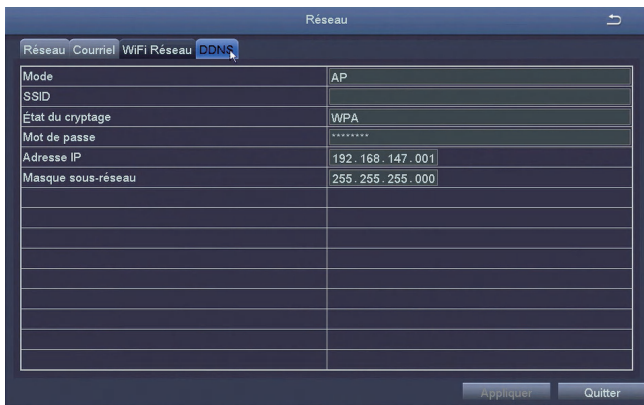 Réseau
Réseau Courriel WiFi Réseau DDNS
Mode AP
SSID
État du cryptage WPA
Mot de passe ********
Adresse IP 192.168.147.001
Masque sous-réseau 255.255.255.000
Appliquer Quitter